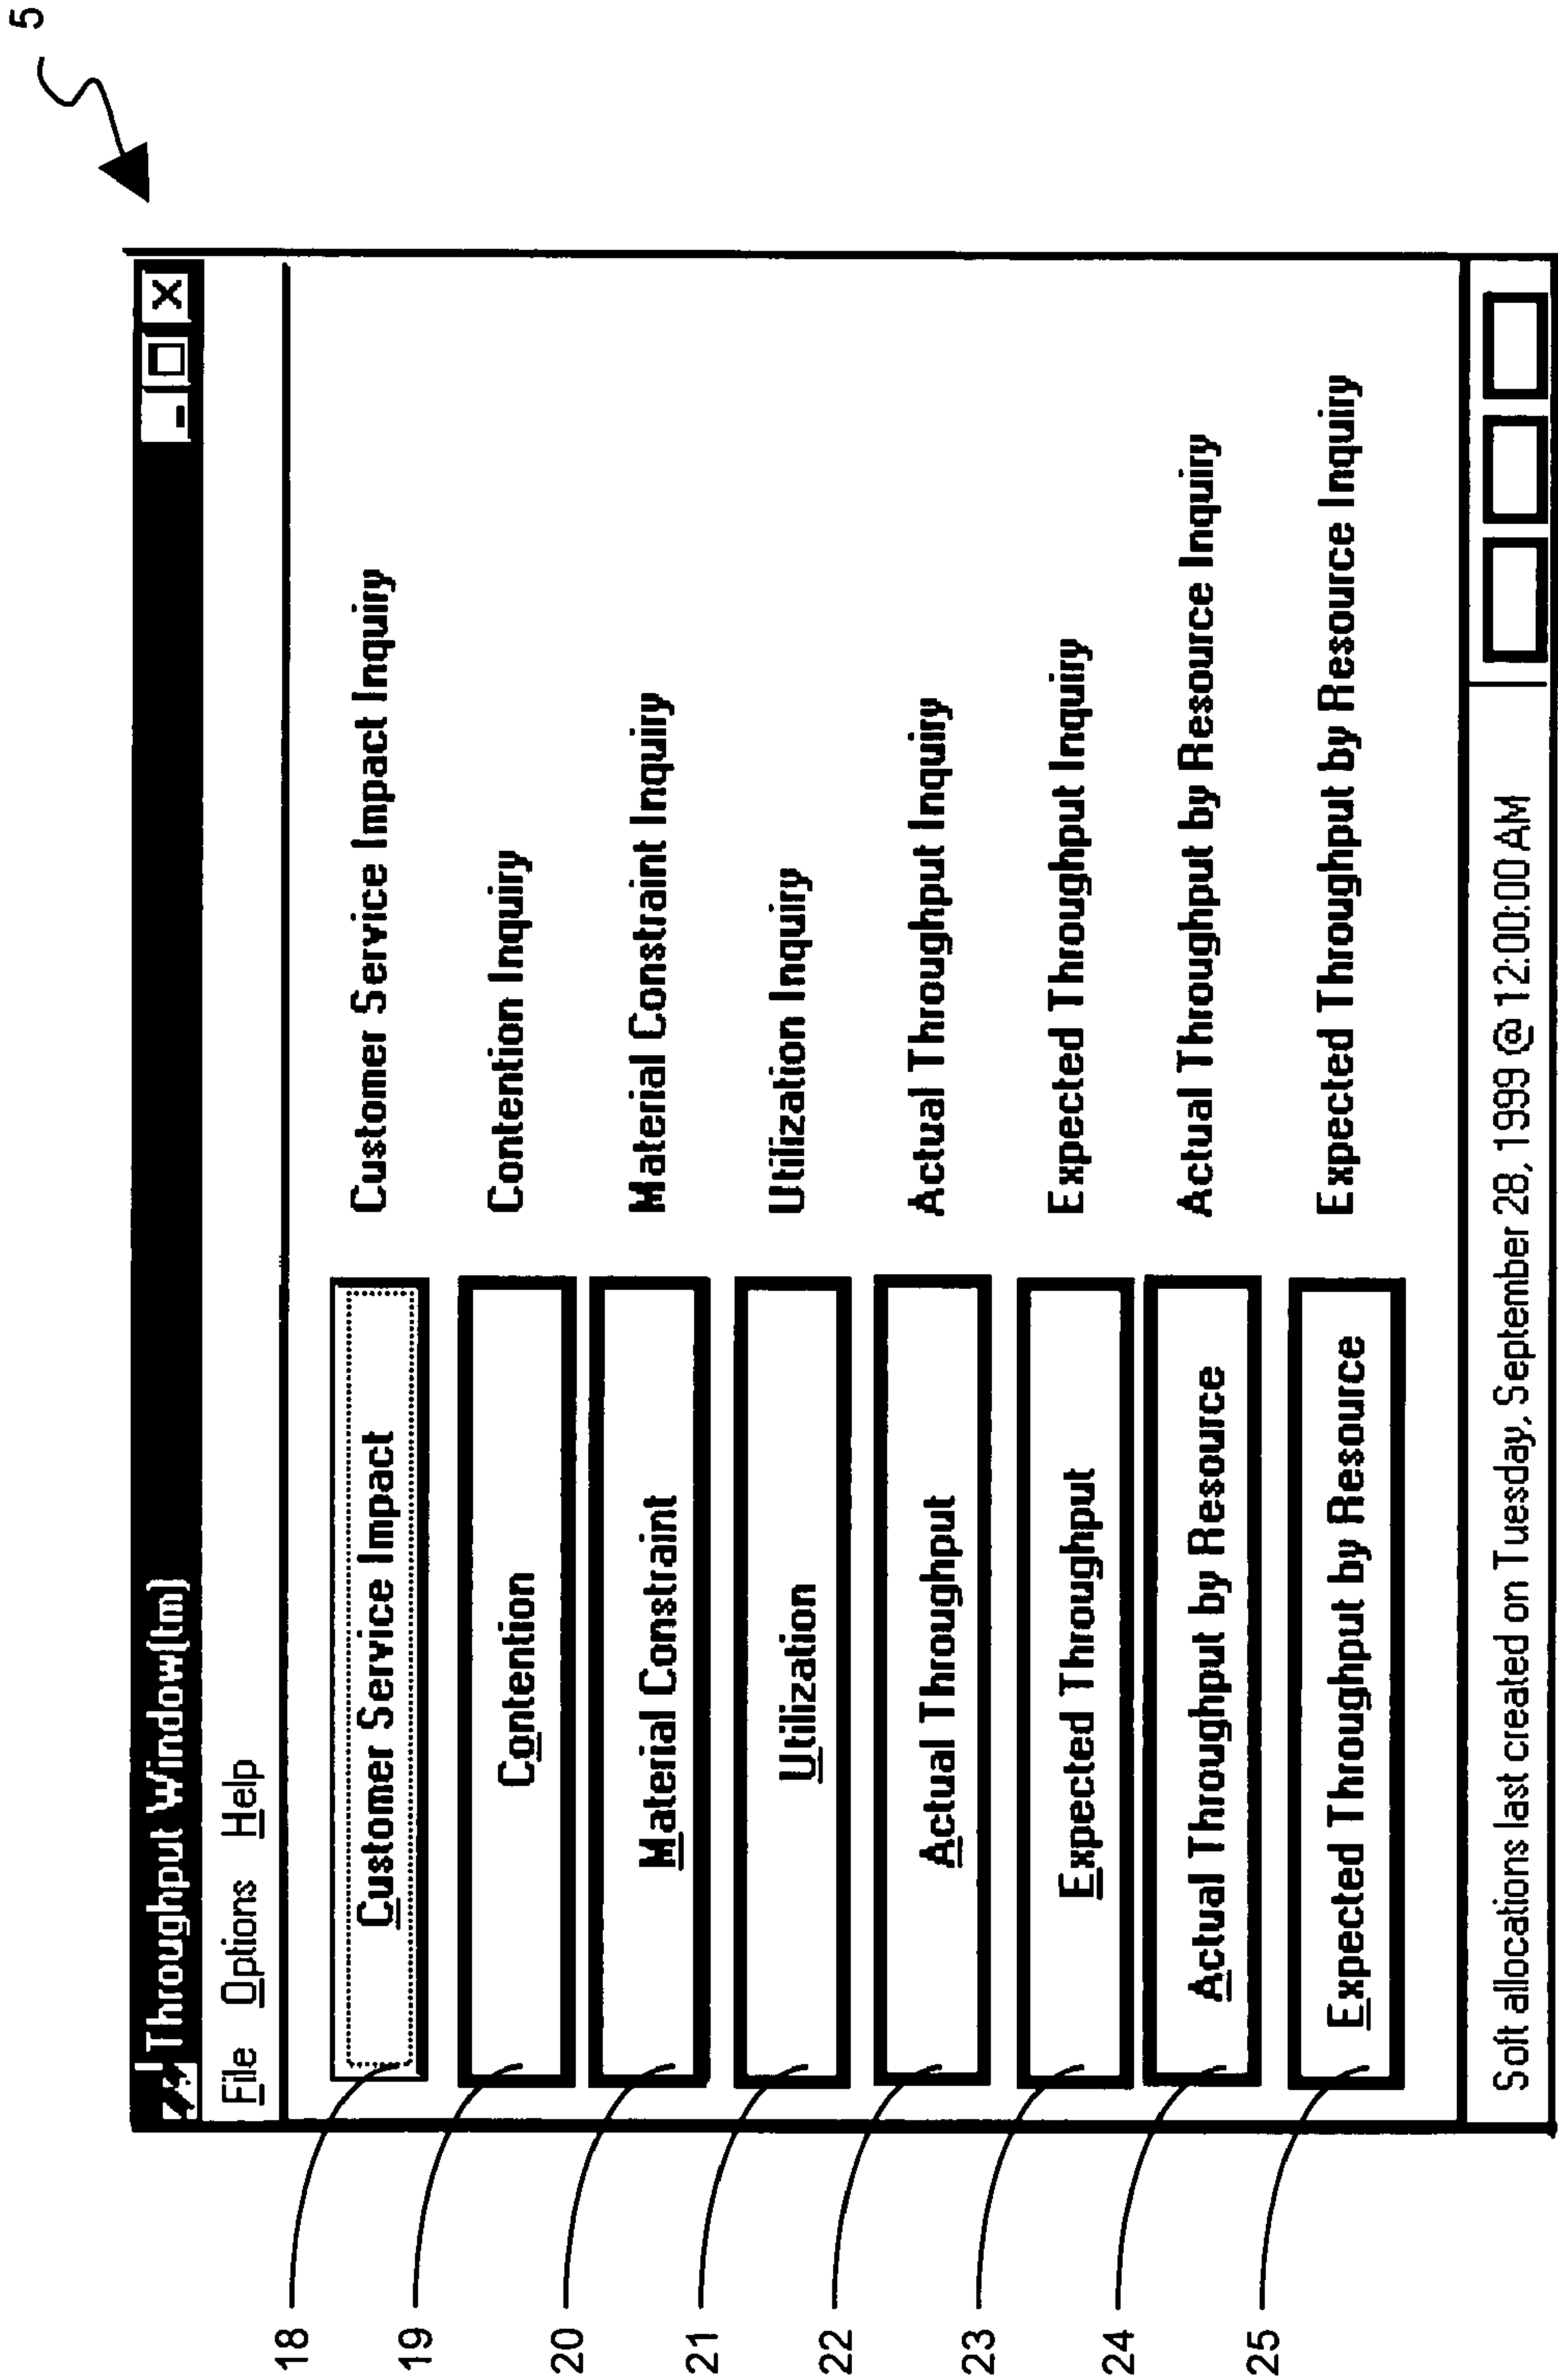 5
Throughput Window(tm)
File Options Help
18 Customer Service Impact Customer Service Impact Inquiry
19 Contention Contention Inquiry
20 Material Constraint Material Constraint Inquiry
21 Utilization Utilization Inquiry
22 Actual Throughput Actual Throughput Inquiry
23 Expected Throughput Expected Throughput Inquiry
24 Actual Throughput by Resource Actual Throughput by Resource Inquiry
25 Expected Throughput by Resource Expected Throughput by Resource Inquiry
Soft allocations last created on Tuesday, September 28, 1999 @ 12:00:00 AM